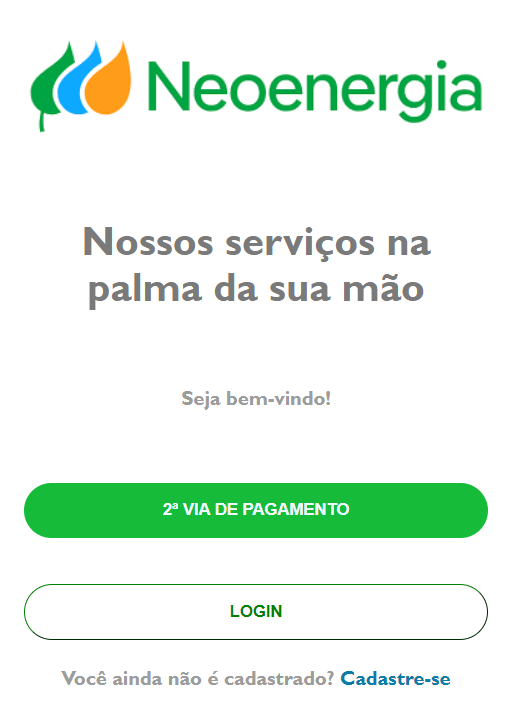 Neoenergia
Nossos serviços na
palma da sua mão
Seja bem-vindo!
2ª VIA DE PAGAMENTO
LOGIN
Você ainda não é cadastrado? Cadastre-se